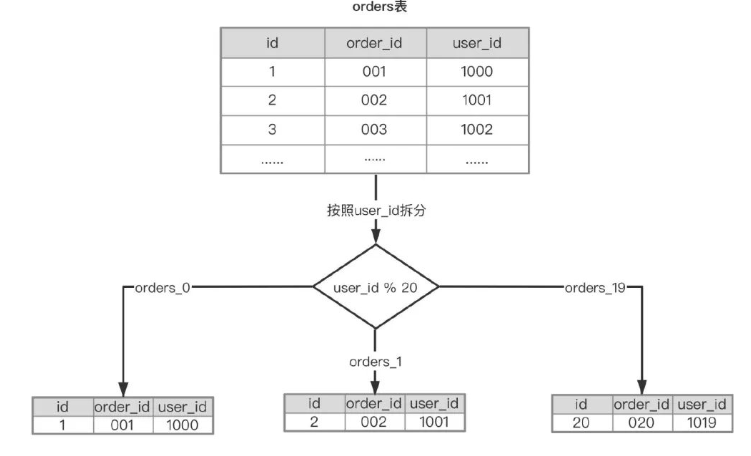 orders表
id order_id user_id
1 001 1000
2 002 1001
3 003 1002
...... ...... ......
按照user_id拆分
user_id % 20
orders_0
orders_19
orders_1
id order_id user_id
1 001 1000
id order_id user_id
2 002 1001
id order_id user_id
20 020 1019